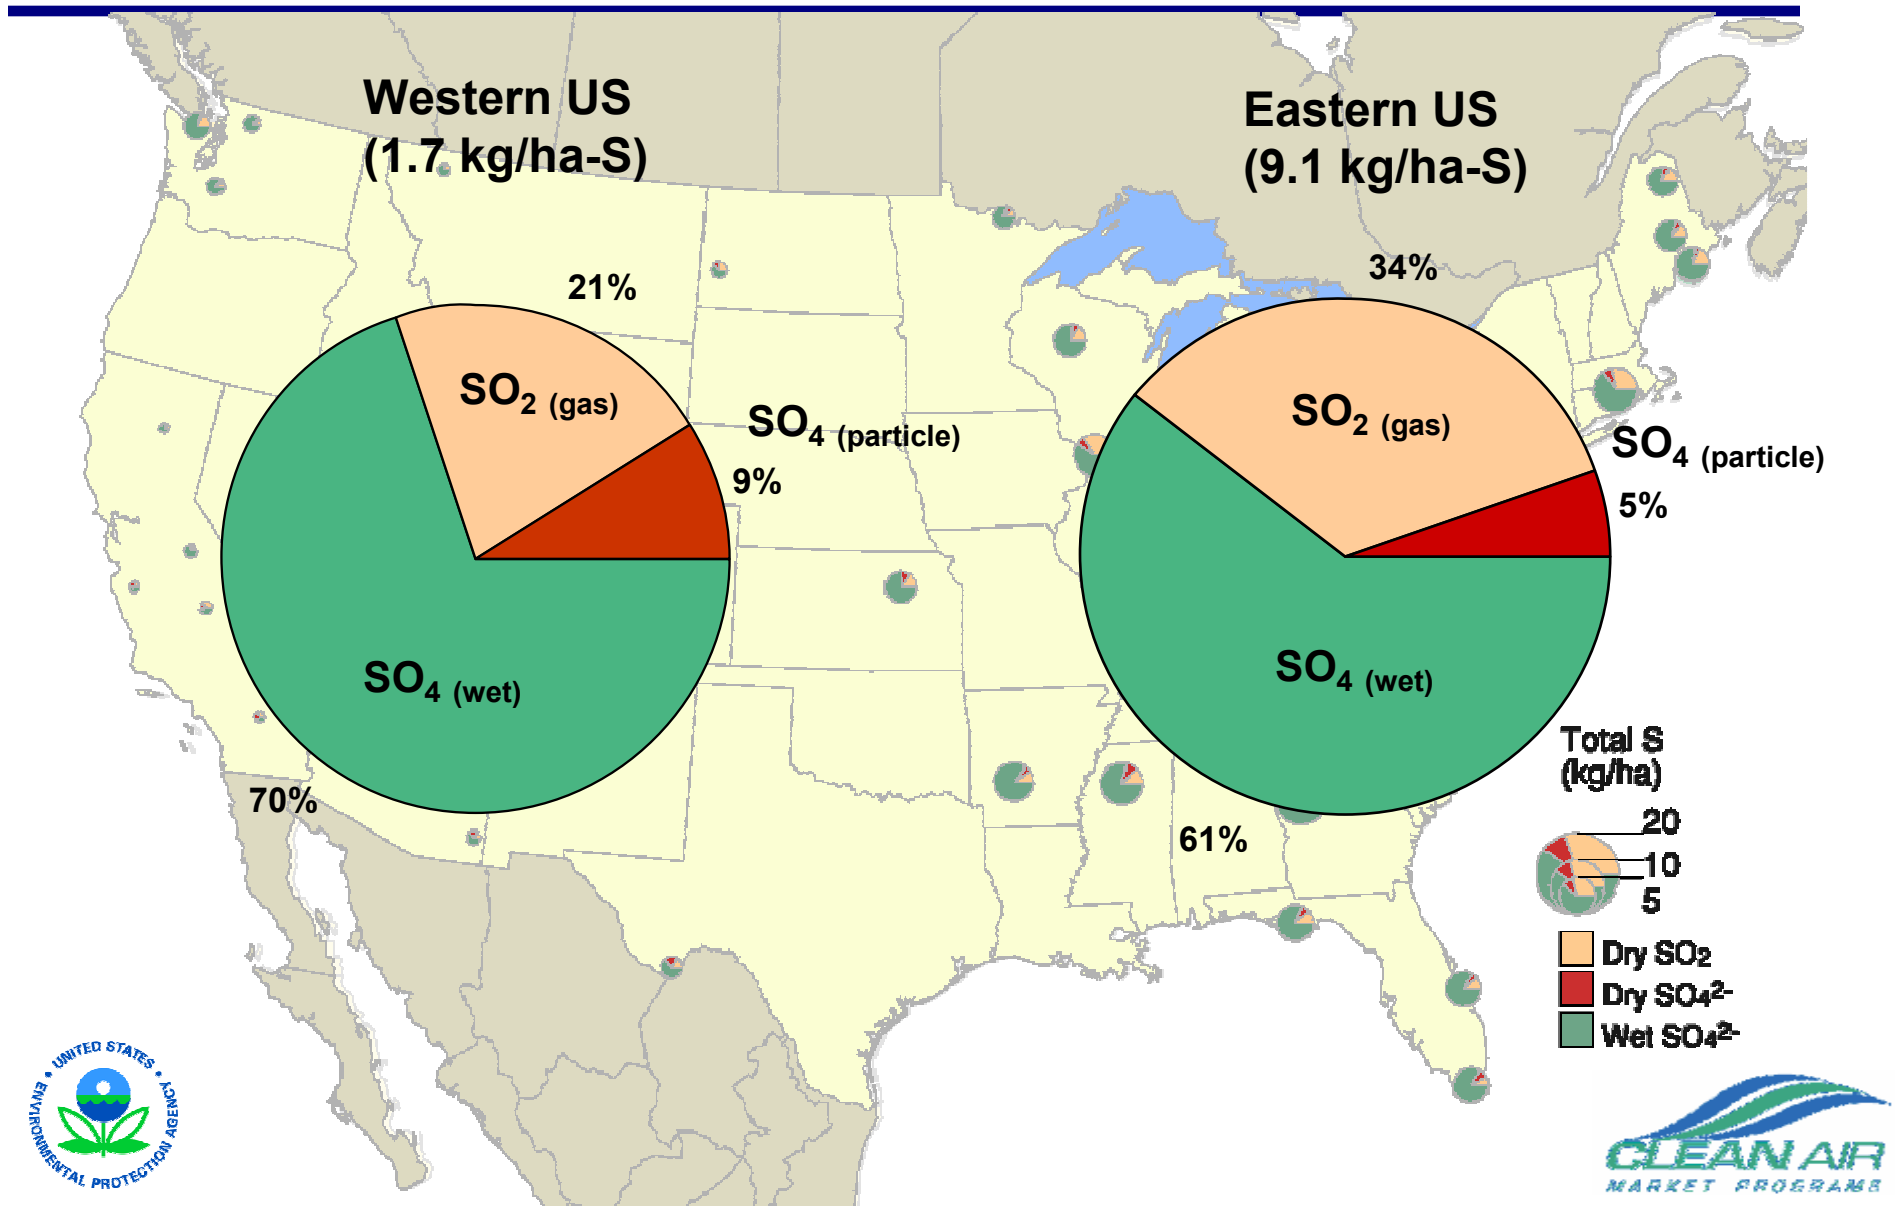 Western US
(1.7 kg/ha-S)
Eastern US
(9.1 kg/ha-S)
21%
34%
SO2 (gas)
SO4 (particle)
9%
SO4 (wet)
70%
SO2 (gas)
SO4 (particle)
5%
SO4 (wet)
61%
Total S
(kg/ha)
20
10
5
Dry SO2
Dry SO42-
Wet SO42-
UNITED STATES • ENVIRONMENTAL PROTECTION AGENCY •
CLEAN AIR
MARKET PROGRAMS